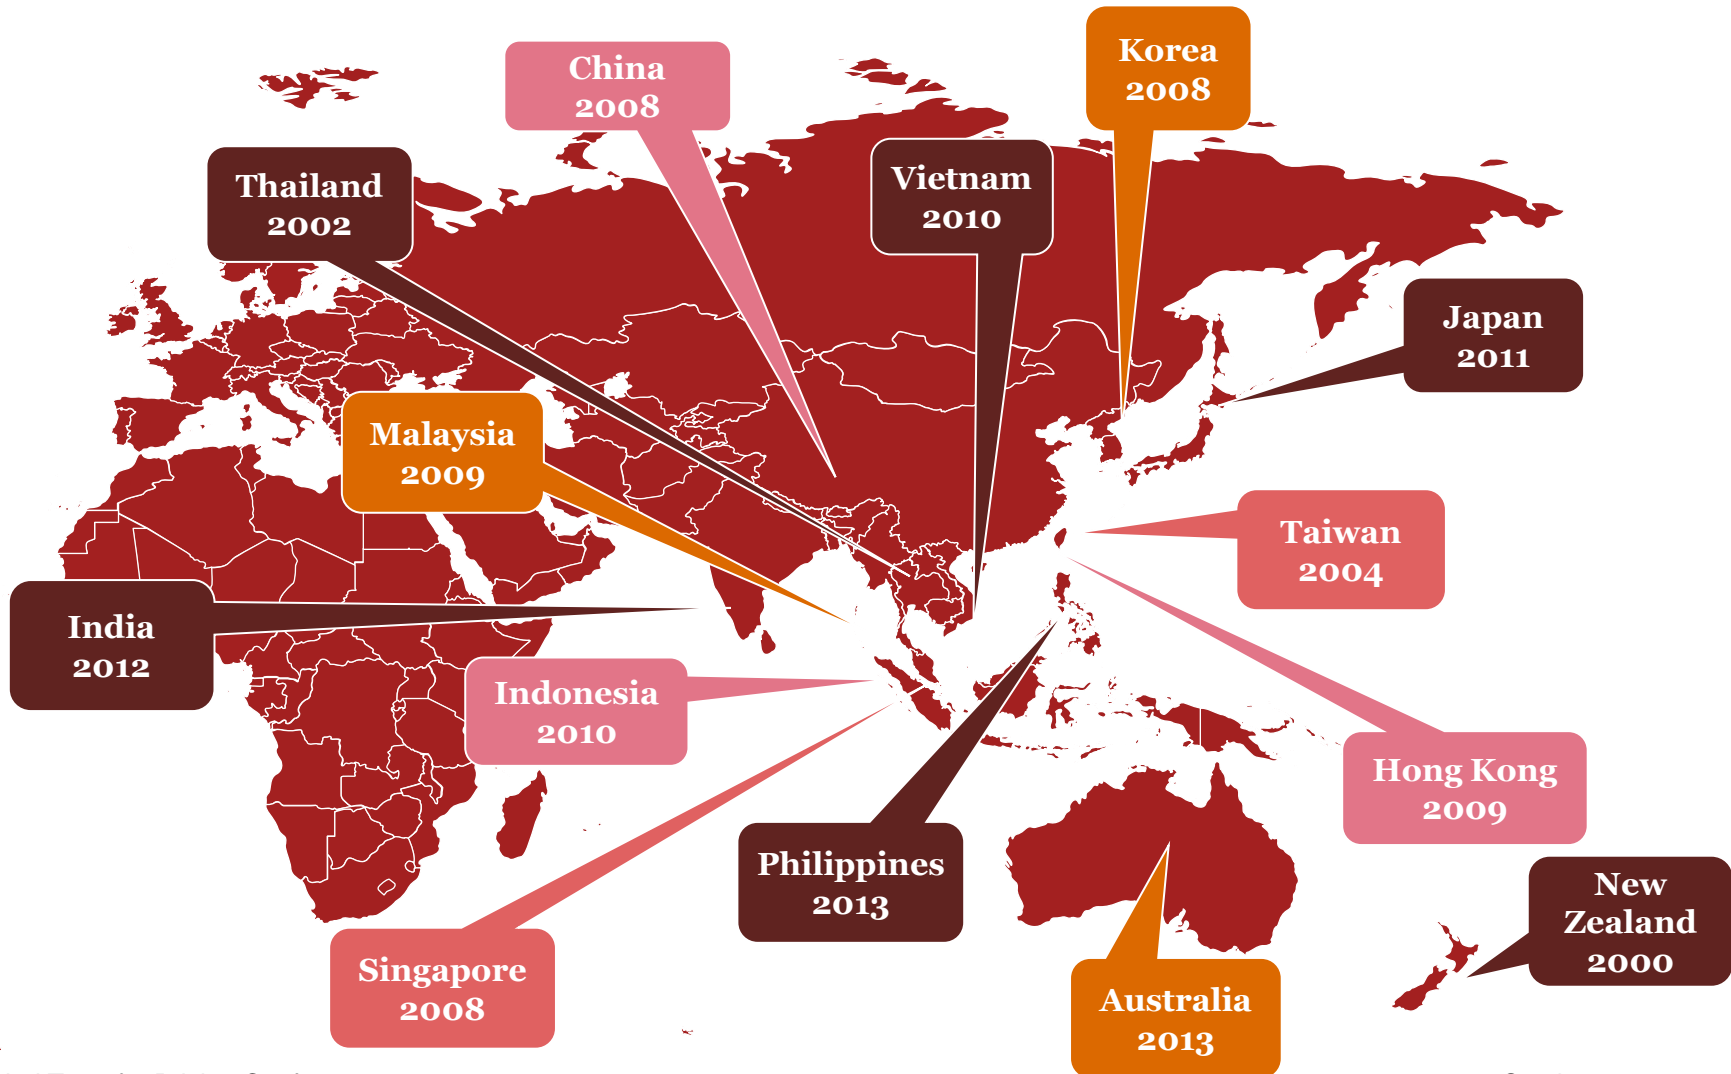 China
2008
Korea
2008
Thailand
2002
Vietnam
2010
Japan
2011
Malaysia
2009
Taiwan
2004
India
2012
Indonesia
2010
Hong Kong
2009
Philippines
2013
New
Zealand
2000
Singapore
2008
Australia
2013